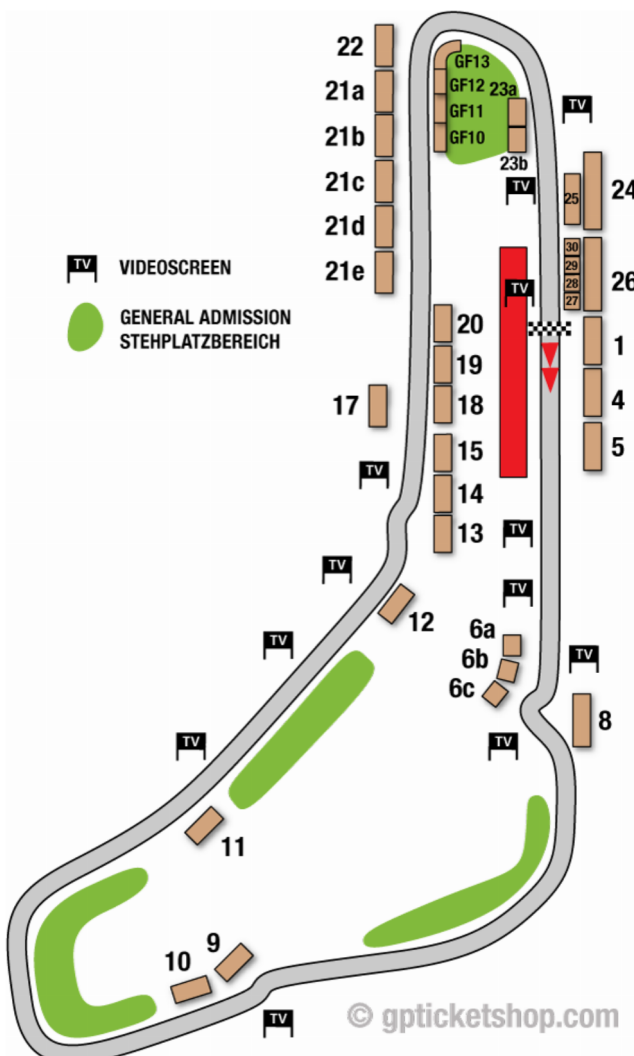 22
GF13
21a
GF12
23a
TV
21b
GF11
GF10
23b
21c
TV
25
24
21d
TV
VIDEOSCREEN
21e
30
29
28
27
26
TV
GENERAL ADMISSION
STEHPLATZBEREICH
20
1
19
17
18
4
15
5
TV
14
13
TV
TV
TV
12
6a
TV
6b
TV
6c
8
TV
TV
11
9
10
TV
© gpticketshop.com